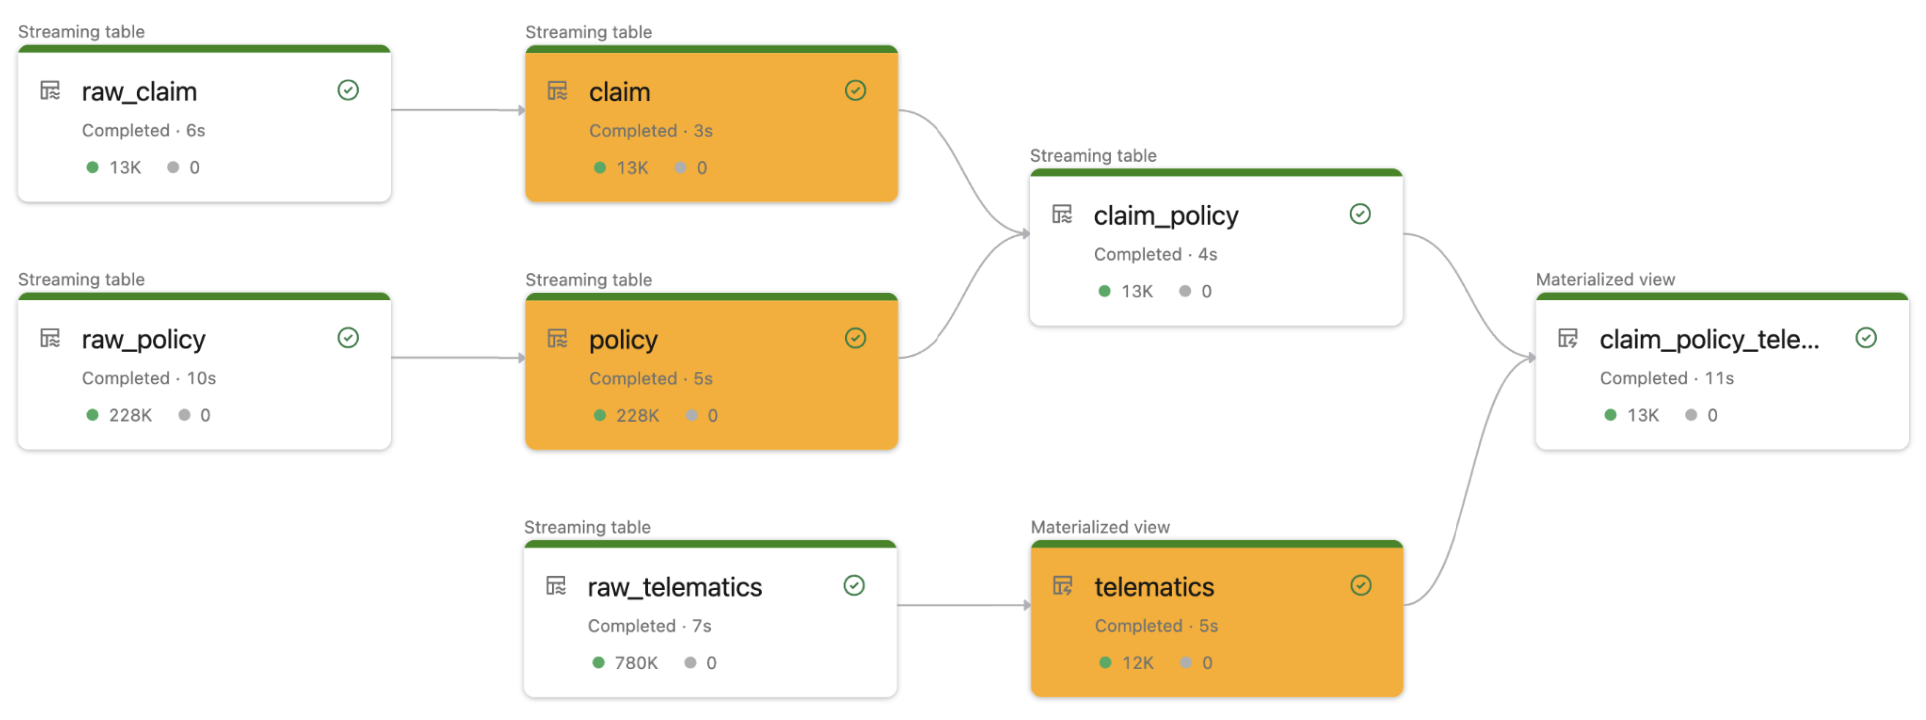 Streaming table
raw_claim
Completed · 6s
13K 0
Streaming table
claim
Completed · 3s
13K 0
Streaming table
raw_policy
Completed · 10s
228K 0
Streaming table
policy
Completed · 5s
228K 0
Streaming table
claim_policy
Completed · 4s
13K 0
Streaming table
raw_telematics
Completed · 7s
780K 0
Materialized view
telematics
Completed · 5s
12K 0
Materialized view
claim_policy_tele...
Completed · 11s
13K 0